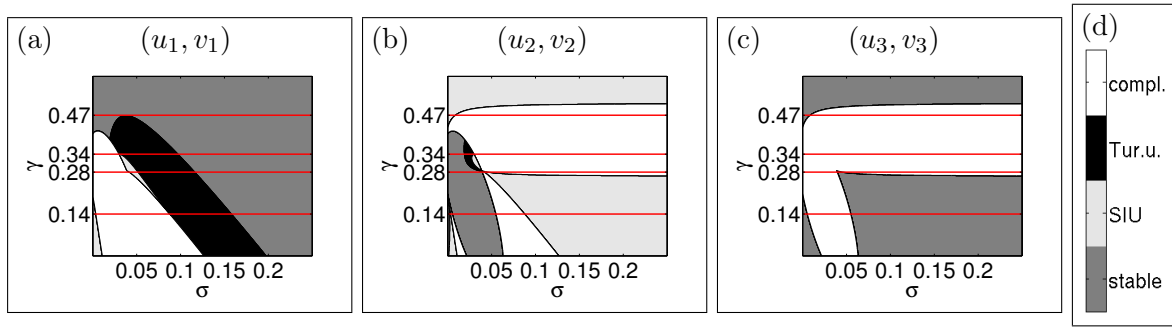 (a) (u₁, v₁)
0.47
0.34
0.28
0.14
γ
0.05 0.1 0.15 0.2
σ
(b) (u₂, v₂)
0.47
0.34
0.28
0.14
γ
0.05 0.1 0.15 0.2
σ
(c) (u₃, v₃)
0.47
0.34
0.28
0.14
γ
0.05 0.1 0.15 0.2
σ
(d)
compl.
Tur.u.
SIU
stable